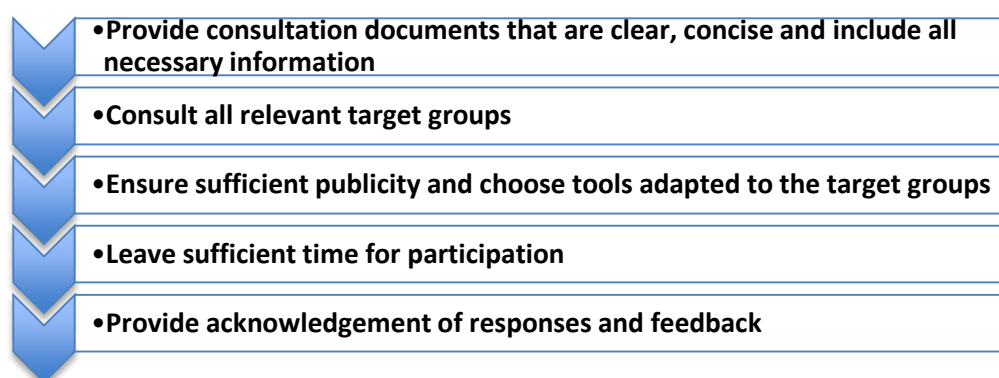 •Provide consultation documents that are clear, concise and include all
necessary information
•Consult all relevant target groups
•Ensure sufficient publicity and choose tools adapted to the target groups
•Leave sufficient time for participation
•Provide acknowledgement of responses and feedback